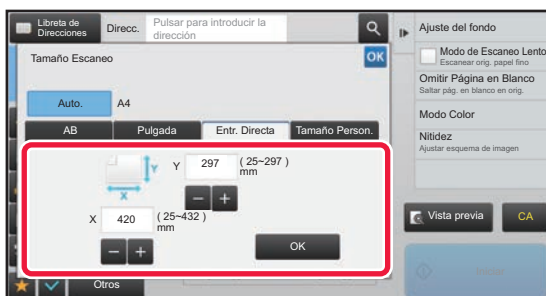 Libreta de
Direcciones
Direcc.
Pulsar para introducir la
dirección
Tamaño Escaneo
OK
Auto.
A4
AB
Pulgada
Entr. Directa
Tamaño Person.
Y
Y
297
( 25~297 )
mm
X
X
420
( 25~432 )
mm
OK
Otros
Ajuste del fondo
Modo de Escaneo Lento
Escanear orig. papel fino
Omitir Página en Blanco
Saltar pág. en blanco en orig.
Modo Color
Nitidez
Ajustar esquema de imagen
Vista previa
CA